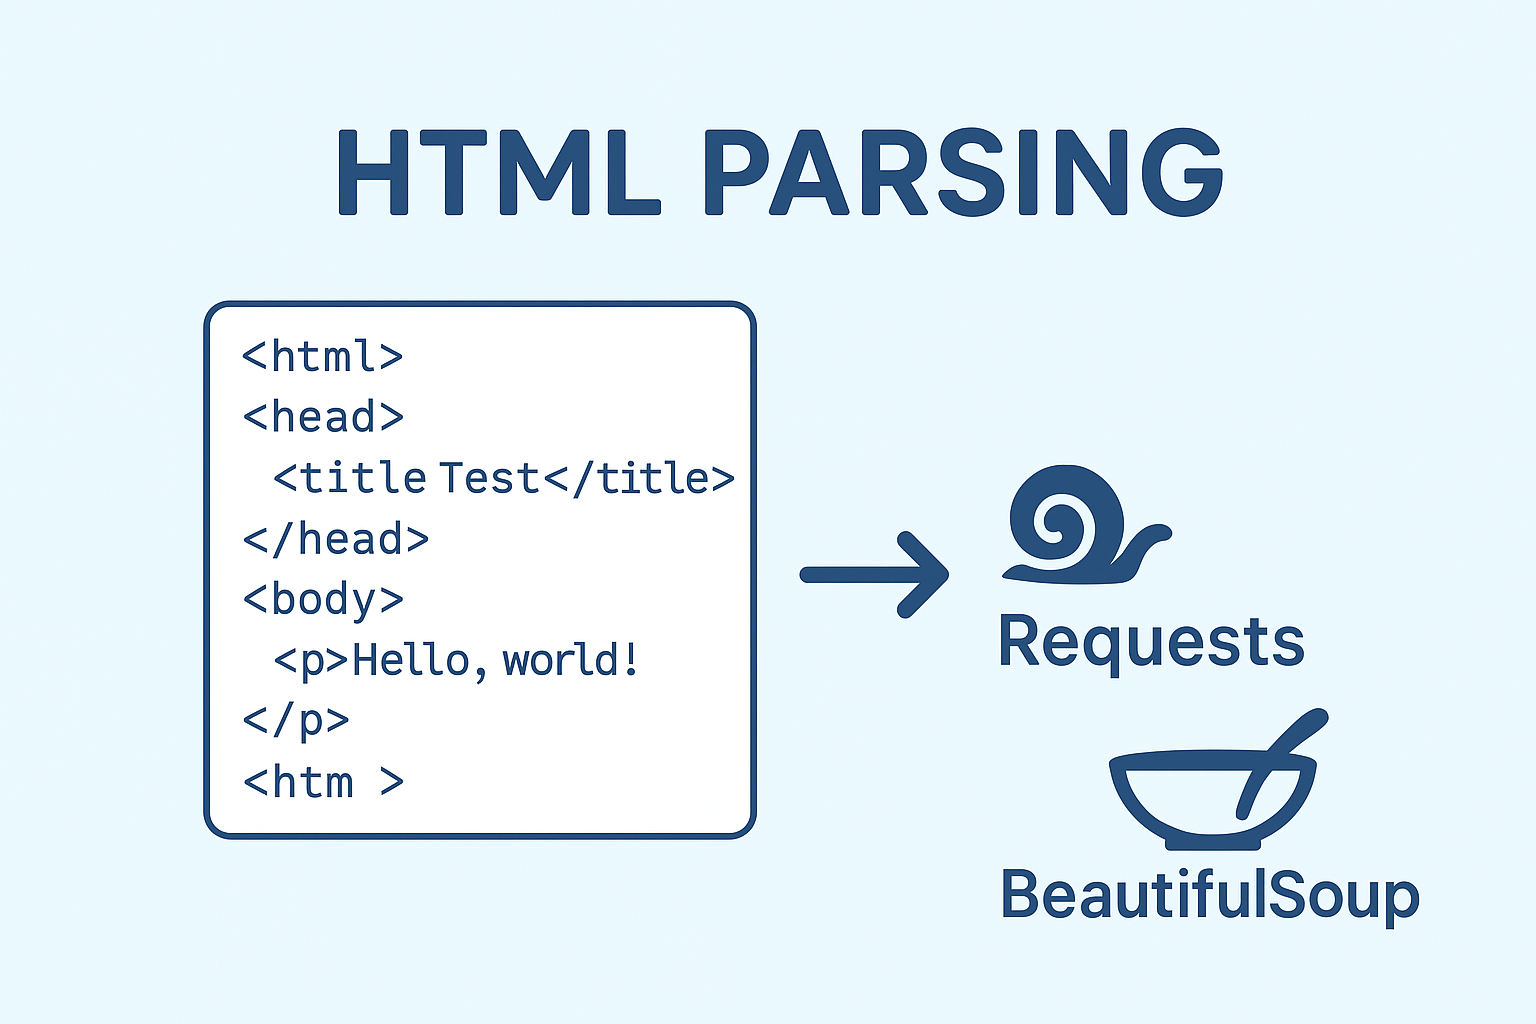 HTML PARSING
<html>
<head>
<title Test</title>
</head>
<body>
<p>Hello, world!
</p>
<htm >
Requests
BeautifulSoup